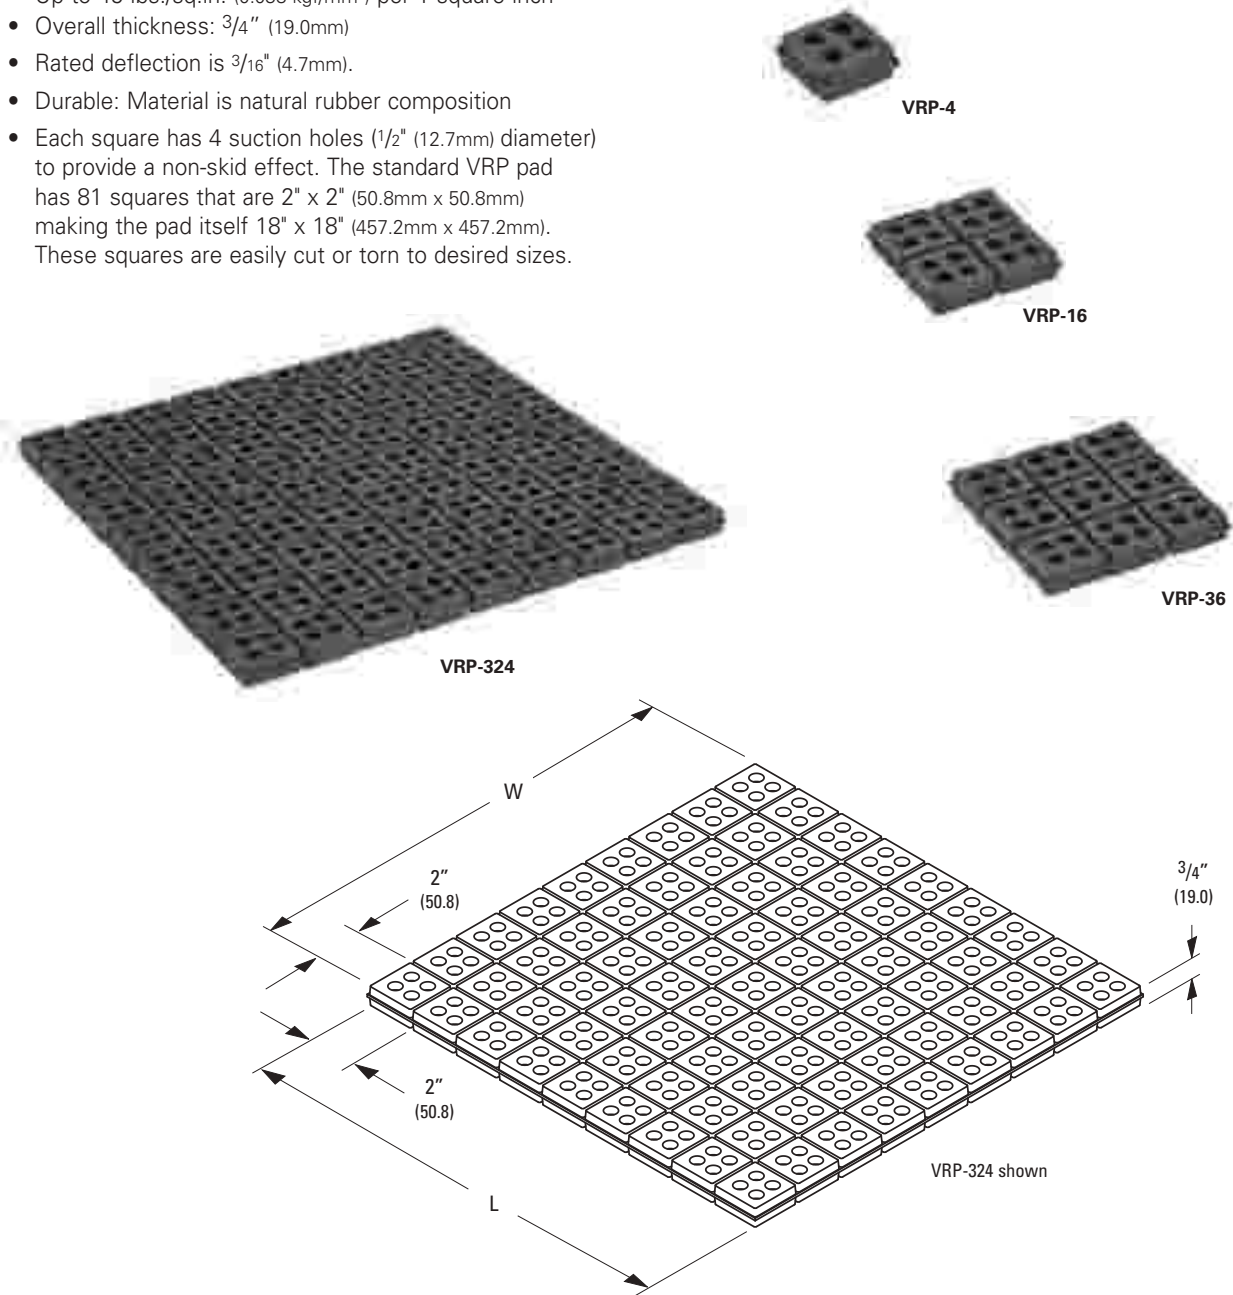 • Overall thickness: 3/4" (19.0mm)
• Rated deflection is 3/16" (4.7mm).
• Durable: Material is natural rubber composition
• Each square has 4 suction holes (1/2" (12.7mm) diameter)
to provide a non-skid effect. The standard VRP pad
has 81 squares that are 2" x 2" (50.8mm x 50.8mm)
making the pad itself 18" x 18" (457.2mm x 457.2mm).
These squares are easily cut or torn to desired sizes.
VRP-4
VRP-16
VRP-36
VRP-324
W
2"
(50.8)
3/4"
(19.0)
2"
(50.8)
L
VRP-324 shown